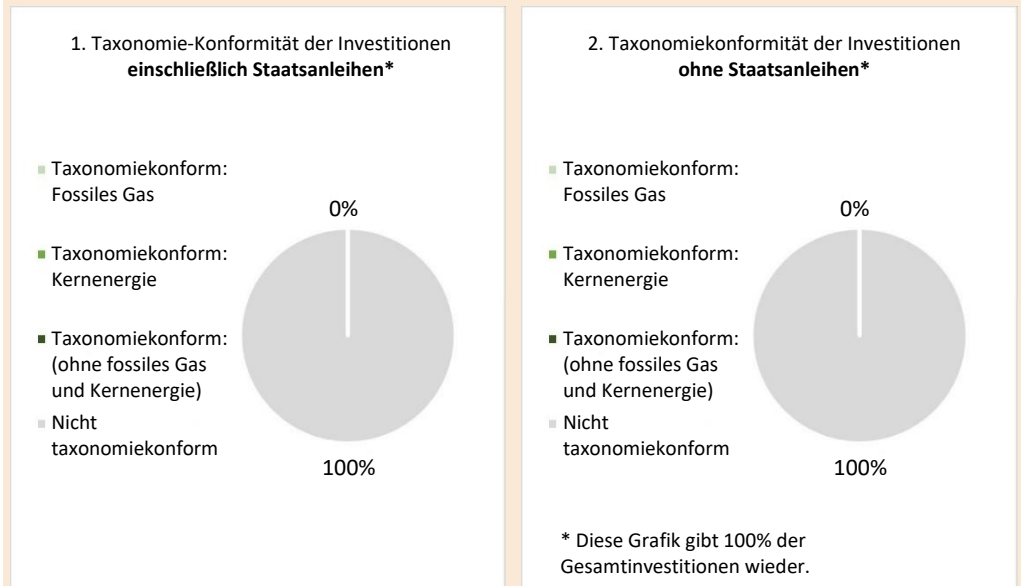 1. Taxonomie-Konformität der Investitionen
einschließlich Staatsanleihen*
Taxonomiekonform:
Fossiles Gas
Taxonomiekonform:
Kernenergie
Taxonomiekonform:
(ohne fossiles Gas
und Kernenergie)
Nicht
taxonomiekonform
0%
100%
2. Taxonomiekonformität der Investitionen
ohne Staatsanleihen*
Taxonomiekonform:
Fossiles Gas
Taxonomiekonform:
Kernenergie
Taxonomiekonform:
(ohne fossiles Gas
und Kernenergie)
Nicht
taxonomiekonform
0%
100%
* Diese Grafik gibt 100% der
Gesamtinvestitionen wieder.